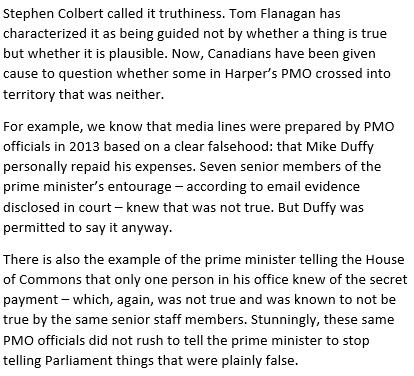 Stephen Colbert called it truthiness. Tom Flanagan has
characterized it as being guided not by whether a thing is true
but whether it is plausible. Now, Canadians have been given
cause to question whether some in Harper’s PMO crossed into
territory that was neither.
For example, we know that media lines were prepared by PMO
officials in 2013 based on a clear falsehood: that Mike Duffy
personally repaid his expenses. Seven senior members of the
prime minister’s entourage – according to email evidence
disclosed in court – knew that was not true. But Duffy was
permitted to say it anyway.
There is also the example of the prime minister telling the House
of Commons that only one person in his office knew of the secret
payment – which, again, was not true and was known to not be
true by the same senior staff members. Stunningly, these same
PMO officials did not rush to tell the prime minister to stop
telling Parliament things that were plainly false.